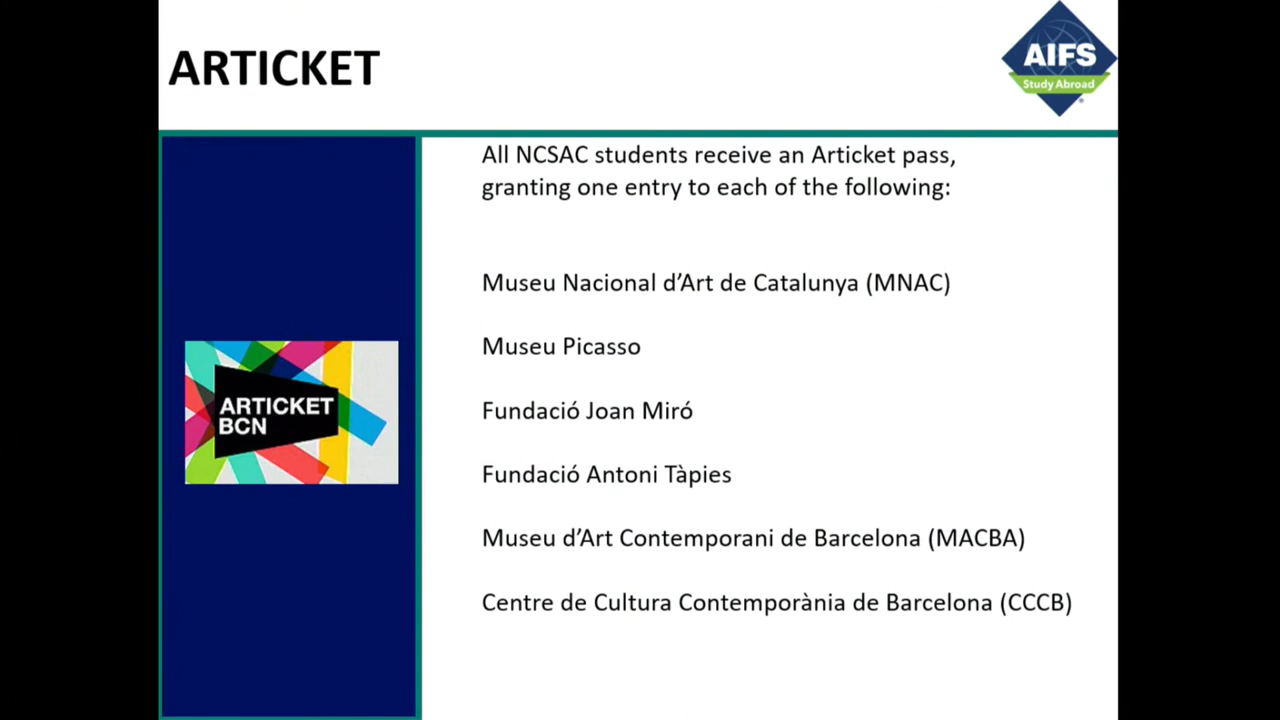 ARTICKET
AIFS
Study Abroad
All NCSAC students receive an Articket pass,
granting one entry to each of the following:
Museu Nacional d’Art de Catalunya (MNAC)
Museu Picasso
Fundació Joan Miró
Fundació Antoni Tàpies
Museu d’Art Contemporani de Barcelona (MACBA)
Centre de Cultura Contemporània de Barcelona (CCCB)
ARTICKET
BCN